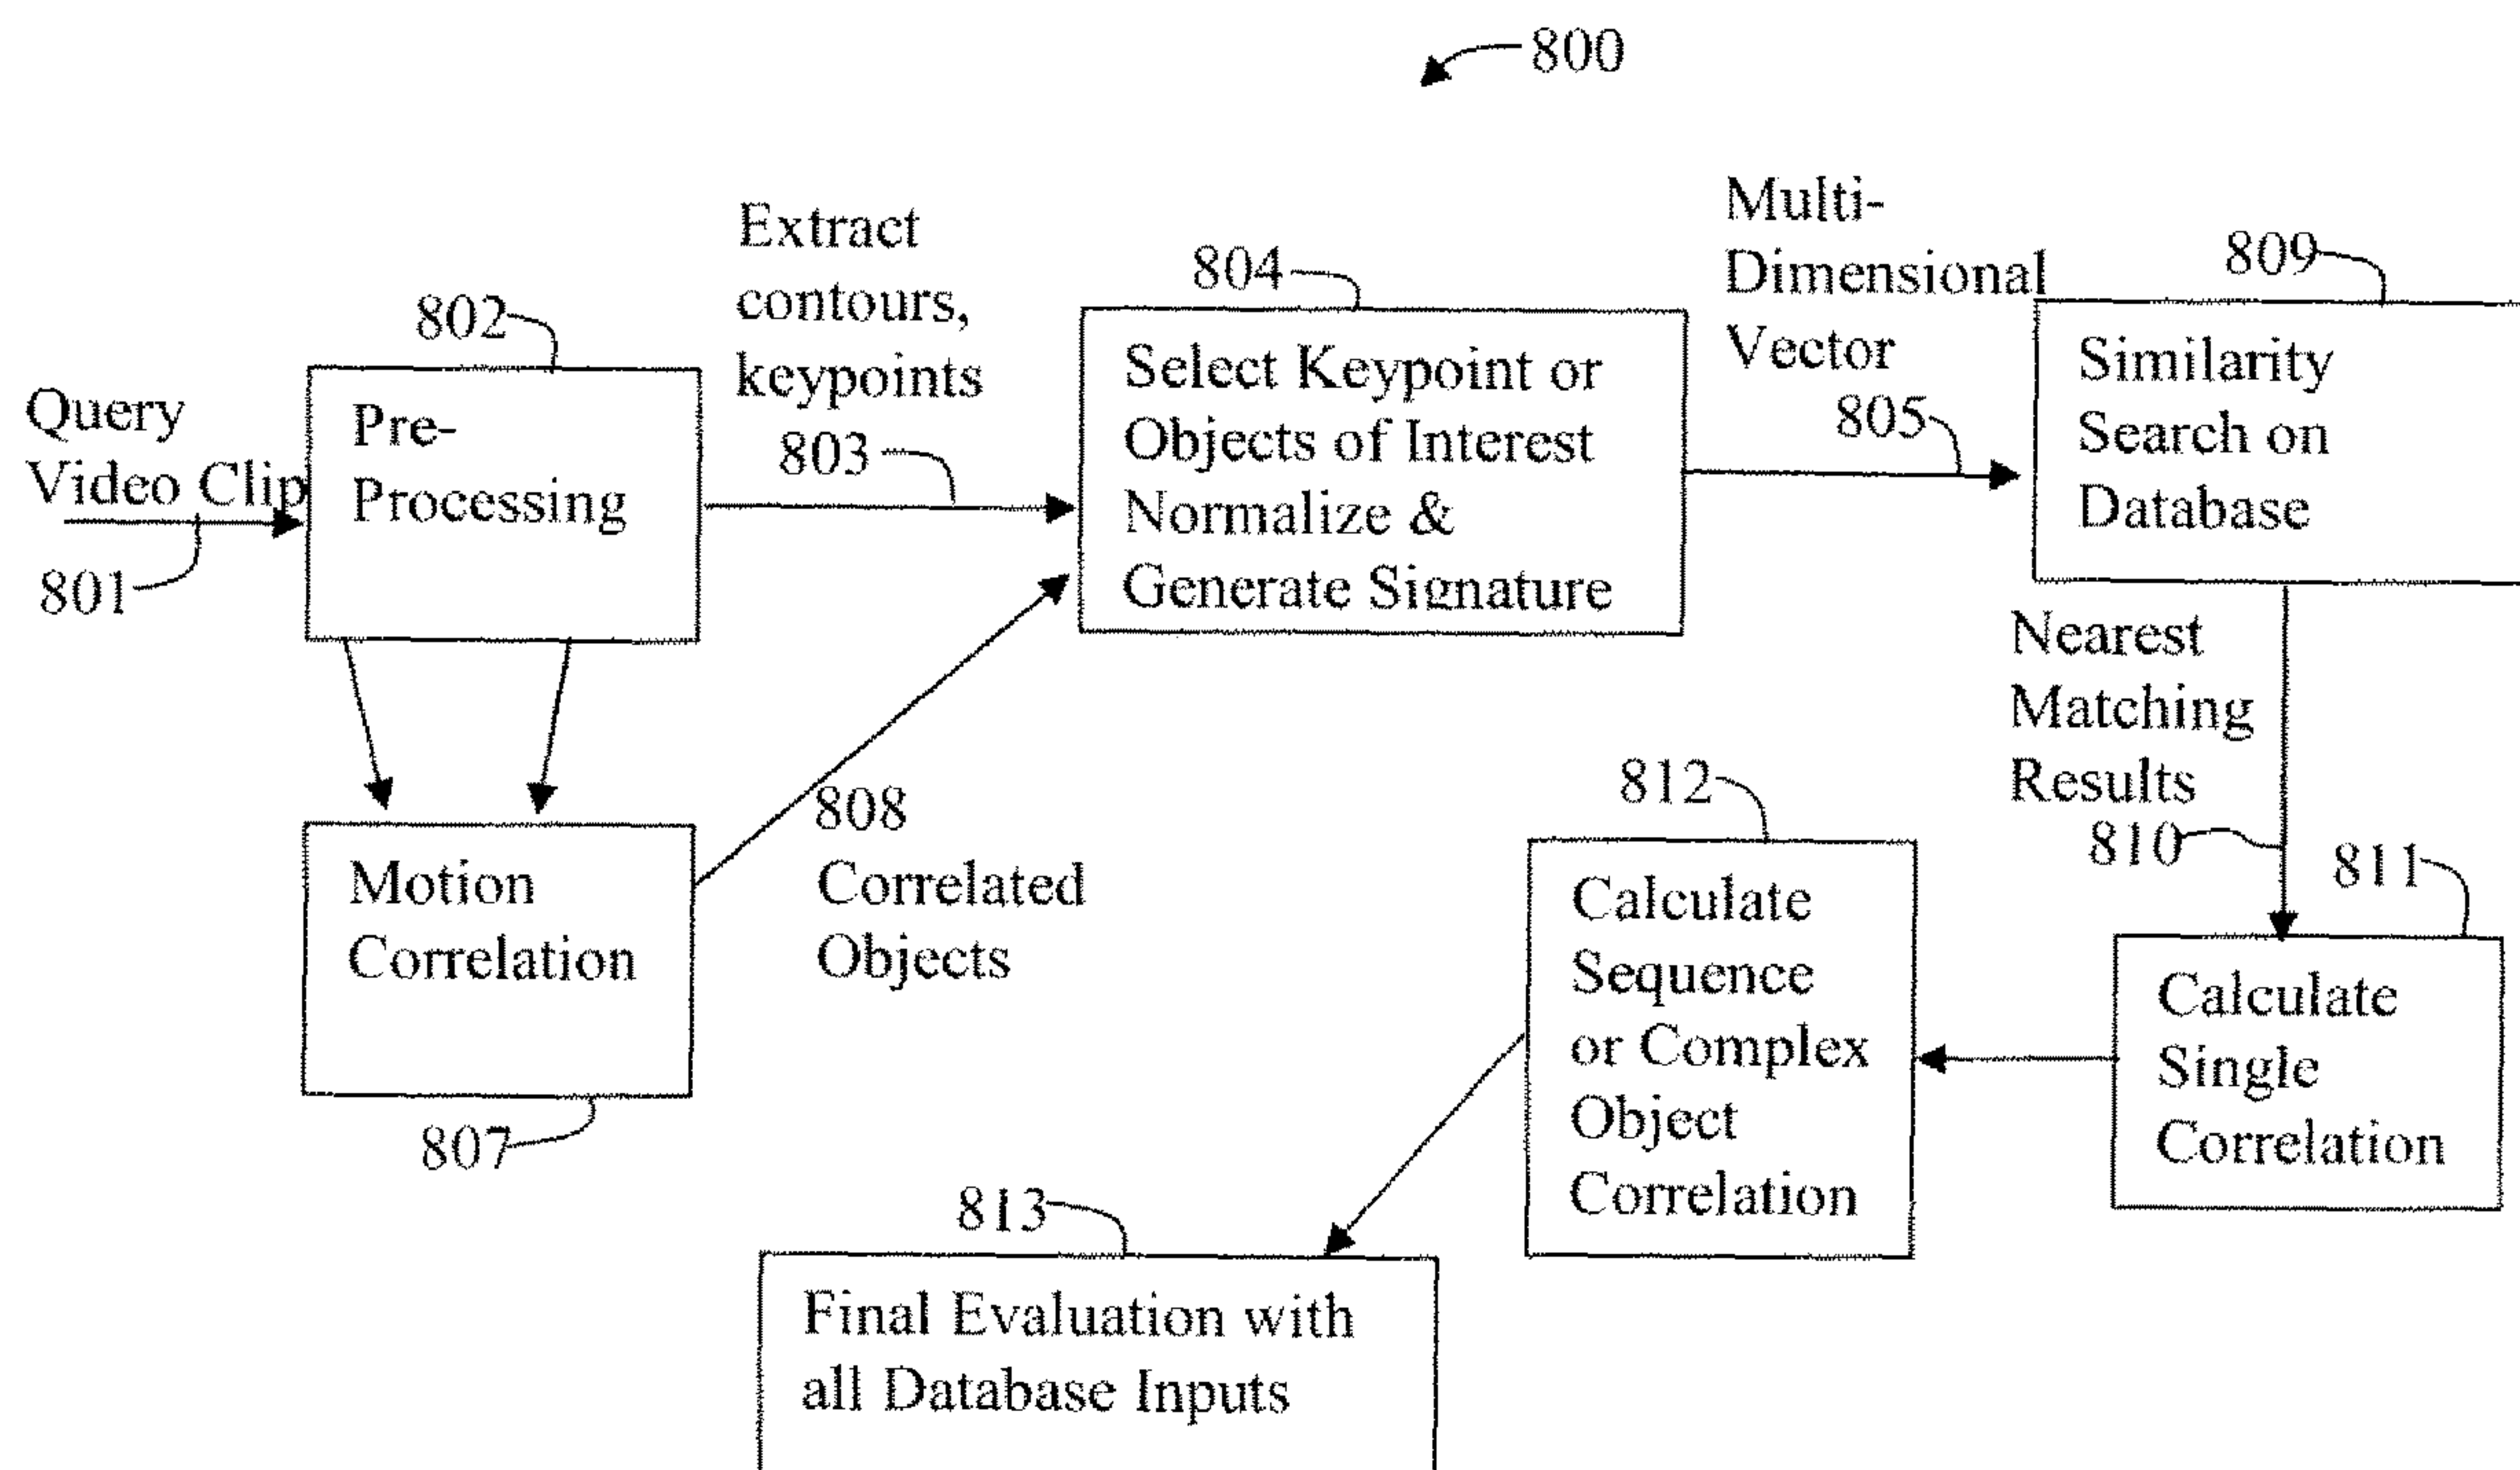 800
Query
Video Clip
801
802
Pre-
Processing
Extract
contours,
keypoints
803
804
Select Keypoint or
Objects of Interest
Normalize &
Generate Signature
Multi-
Dimensional
Vector
805
809
Similarity
Search on
Database
Motion
Correlation
807
808
Correlated
Objects
Nearest
Matching
Results
810
811
Calculate
Single
Correlation
812
Calculate
Sequence
or Complex
Object
Correlation
813
Final Evaluation with
all Database Inputs